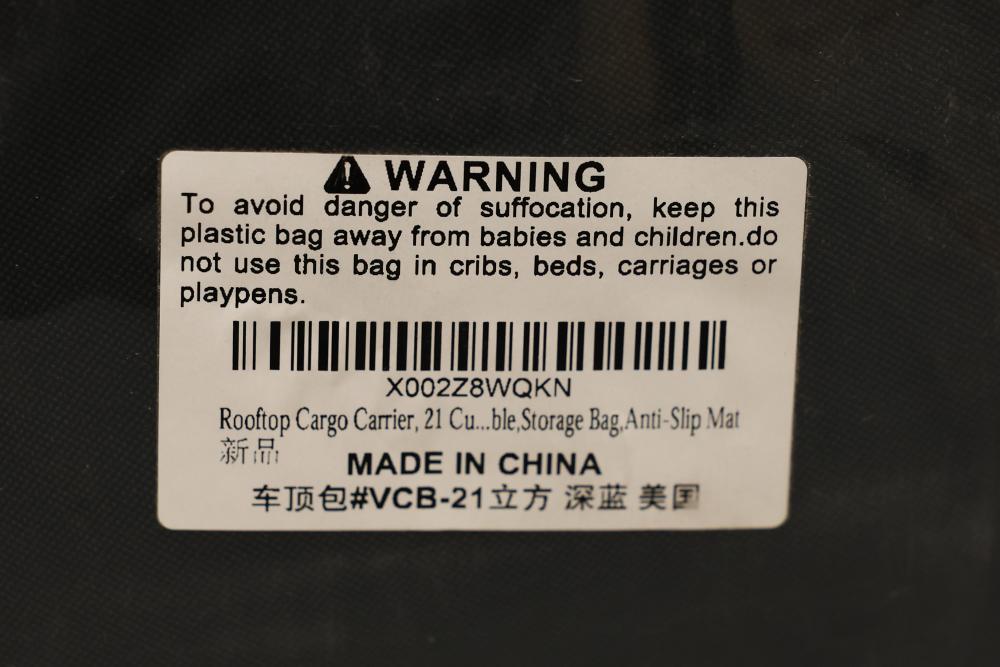 WARNING
To avoid danger of suffocation, keep this
plastic bag away from babies and children.do
not use this bag in cribs, beds, carriages or
playpens.
X002Z8WQKN
Rooftop Cargo Carrier, 21 Cu...ble,Storage Bag,Anti-Slip Mat
新品
MADE IN CHINA
车顶包#VCB-21立方 深蓝 美国